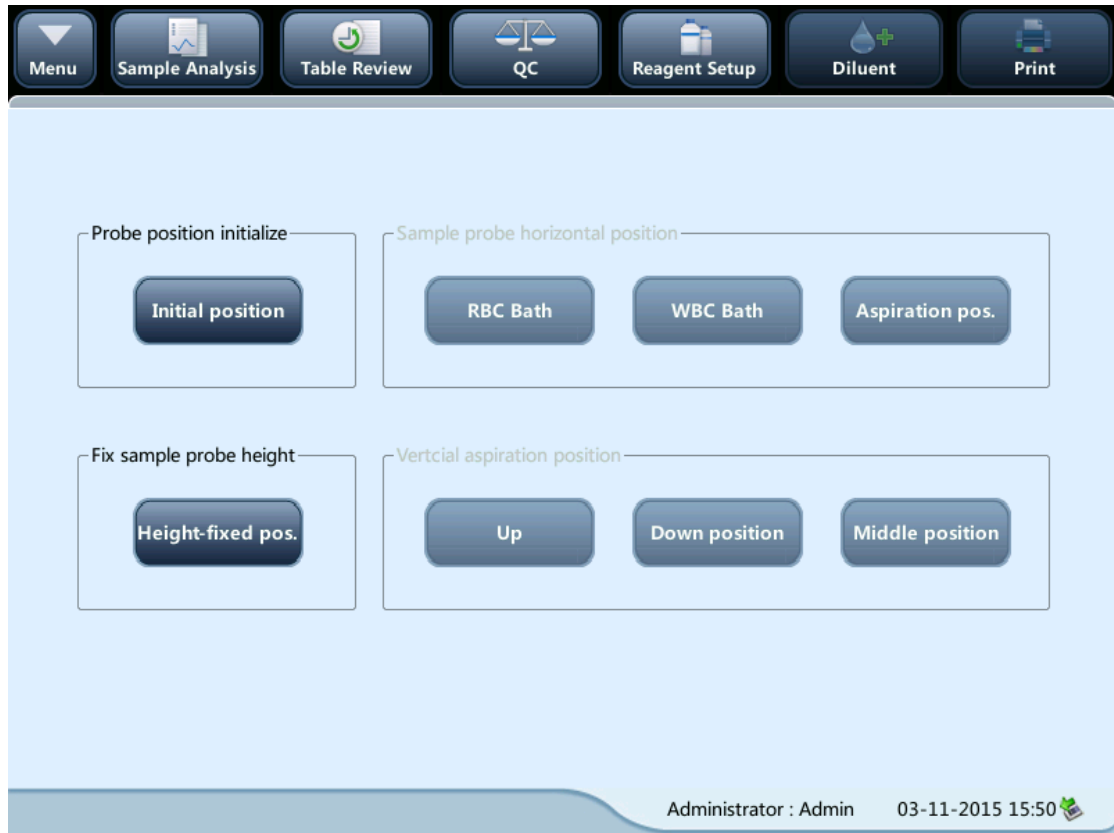 Menu
Sample Analysis
Table Review
QC
Reagent Setup
Diluent
Print
Probe position initialize
Sample probe horizontal position
Initial position
RBC Bath
WBC Bath
Aspiration pos.
Fix sample probe height
Vertcial aspiration position
Height-fixed pos.
Up
Down position
Middle position
Administrator : Admin
03-11-2015 15:50